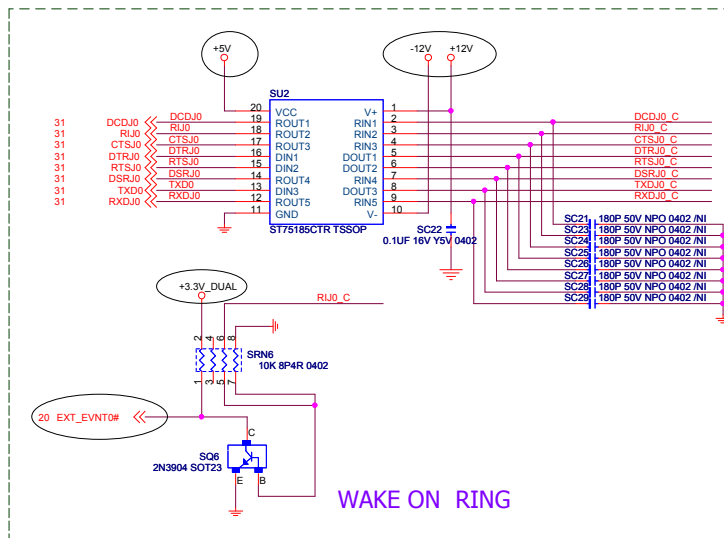 +5V
-12V
+12V
SU2
20 VCC V+ 1
31 DCDJ0 DCDJ0 19 ROUT1 RIN1 2 DCDJ0_C
31 RIJ0 RIJ0 18 ROUT2 RIN2 3 RIJ0_C
31 CTSJ0 CTSJ0 17 ROUT3 RIN3 4 CTSJ0_C
31 DTRJ0 DTRJ0 16 DIN1 DOUT1 5 DTRJ0_C
31 RTSJ0 RTSJ0 15 DIN2 DOUT2 6 RTSJ0_C
31 DSRJ0 DSRJ0 14 ROUT4 RIN4 7 DSRJ0_C
31 TXD0 TXD0 13 DIN3 DOUT3 8 TXDJ0_C
31 RXDJ0 RXDJ0 12 ROUT5 RIN5 9 RXDJ0_C
11 GND V- 10
ST75185CTR TSSOP
SC22
0.1UF 16V Y5V 0402
SC21 180P 50V NPO 0402 /NI
SC23 180P 50V NPO 0402 /NI
SC24 180P 50V NPO 0402 /NI
SC25 180P 50V NPO 0402 /NI
SC26 180P 50V NPO 0402 /NI
SC27 180P 50V NPO 0402 /NI
SC28 180P 50V NPO 0402 /NI
SC29 180P 50V NPO 0402 /NI
+3.3V_DUAL
RIJ0_C
2 4 6 8
SRN6
10K 8P4R 0402
1 3 5 7
20 EXT_EVNT0#
C
SQ6
2N3904 SOT23
E B
WAKE ON RING